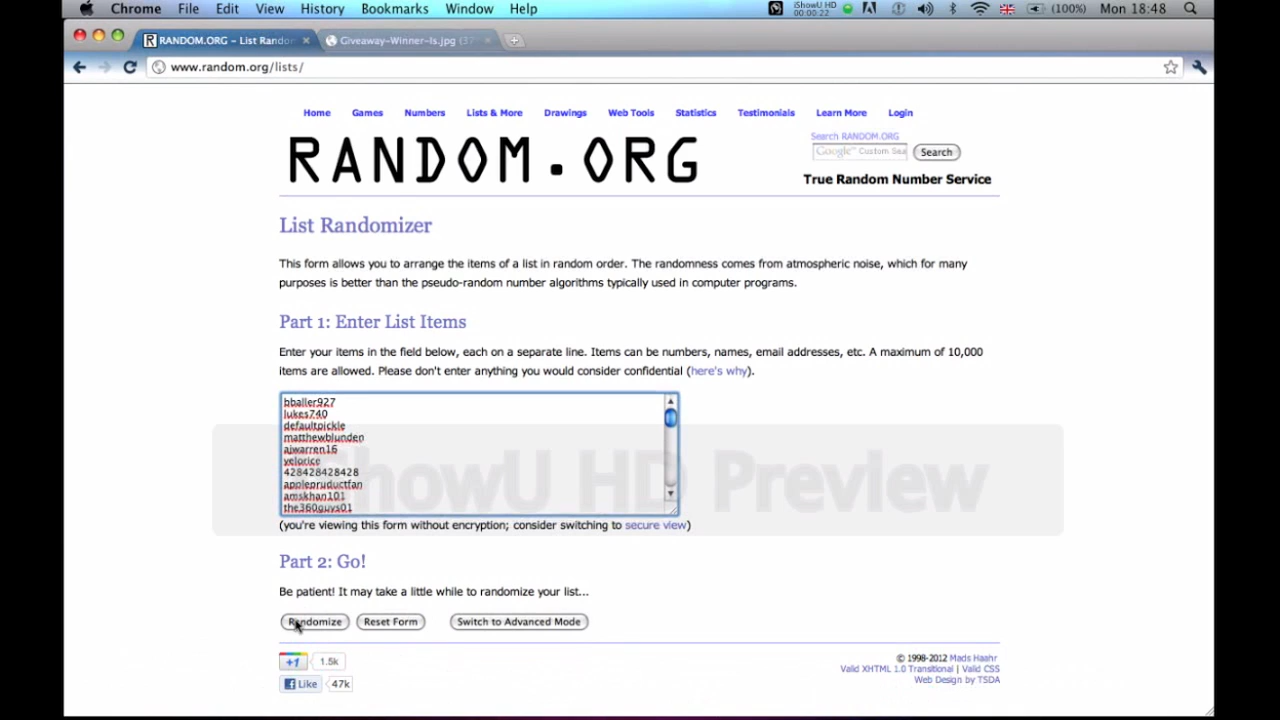 Chrome File Edit View History Bookmarks Window Help iShowU HD 00:00:22 (100%) Mon 18:48
RANDOM.ORG - List Rando Giveaway-Winner-Is.jpg
www.random.org/lists/
Home Games Numbers Lists & More Drawings Web Tools Statistics Testimonials Learn More Login
Search RANDOM.ORG
RANDOM.ORG
Google™ Custom Sea Search
True Random Number Service
List Randomizer
This form allows you to arrange the items of a list in random order. The randomness comes from atmospheric noise, which for many
purposes is better than the pseudo-random number algorithms typically used in computer programs.
Part 1: Enter List Items
Enter your items in the field below, each on a separate line. Items can be numbers, names, email addresses, etc. A maximum of 10,000
items are allowed. Please don't enter anything you would consider confidential (here's why).
bballer927
lukes740
defaultpickle
matthewblunden
ajwarren16
yelorice
428428428428
applepruductfan
amskhan101
the360guys01
iShowU HD Preview
(you're viewing this form without encryption; consider switching to secure view)
Part 2: Go!
Be patient! It may take a little while to randomize your list...
Randomize Reset Form Switch to Advanced Mode
+1 1.5k
Like 47k
© 1998-2012 Mads Haahr
Valid XHTML 1.0 Transitional | Valid CSS
Web Design by TSDA